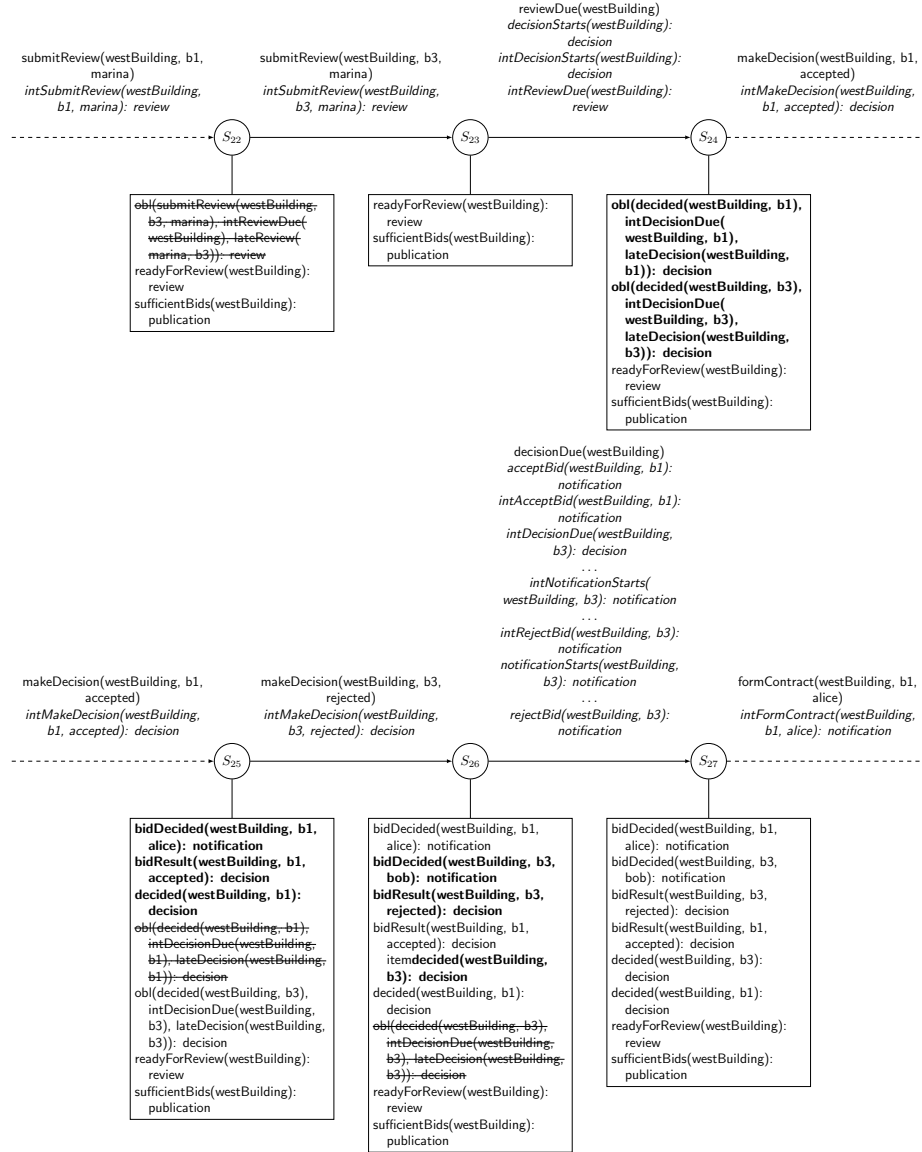 submitReview(westBuilding, b1,
marina)
intSubmitReview(westBuilding,
b1, marina): review
submitReview(westBuilding, b3,
marina)
intSubmitReview(westBuilding,
b3, marina): review
reviewDue(westBuilding)
decisionStarts(westBuilding):
decision
intDecisionStarts(westBuilding):
decision
intReviewDue(westBuilding):
review
makeDecision(westBuilding, b1,
accepted)
intMakeDecision(westBuilding,
b1, accepted): decision
S22
S23
S24
obl(submitReview(westBuilding,
b3, marina), intReviewDue(
westBuilding), lateReview(
marina, b3)): review
readyForReview(westBuilding):
review
sufficientBids(westBuilding):
publication
readyForReview(westBuilding):
review
sufficientBids(westBuilding):
publication
obl(decided(westBuilding, b1),
intDecisionDue(
westBuilding, b1),
lateDecision(westBuilding,
b1)): decision
obl(decided(westBuilding, b3),
intDecisionDue(
westBuilding, b3),
lateDecision(westBuilding,
b3)): decision
readyForReview(westBuilding):
review
sufficientBids(westBuilding):
publication
makeDecision(westBuilding, b1,
accepted)
intMakeDecision(westBuilding,
b1, accepted): decision
makeDecision(westBuilding, b3,
rejected)
intMakeDecision(westBuilding,
b3, rejected): decision
decisionDue(westBuilding)
acceptBid(westBuilding, b1):
notification
intAcceptBid(westBuilding, b1):
notification
intDecisionDue(westBuilding,
b3): decision
...
intNotificationStarts(
westBuilding, b3): notification
...
intRejectBid(westBuilding, b3):
notification
notificationStarts(westBuilding,
b3): notification
...
rejectBid(westBuilding, b3):
notification
formContract(westBuilding, b1,
alice)
intFormContract(westBuilding,
b1, alice): notification
S25
S26
S27
bidDecided(westBuilding, b1,
alice): notification
bidResult(westBuilding, b1,
accepted): decision
decided(westBuilding, b1):
decision
obl(decided(westBuilding, b1),
intDecisionDue(westBuilding,
b1), lateDecision(westBuilding,
b1)): decision
obl(decided(westBuilding, b3),
intDecisionDue(westBuilding,
b3), lateDecision(westBuilding,
b3)): decision
readyForReview(westBuilding):
review
sufficientBids(westBuilding):
publication
bidDecided(westBuilding, b1,
alice): notification
bidDecided(westBuilding, b3,
bob): notification
bidResult(westBuilding, b3,
rejected): decision
bidResult(westBuilding, b1,
accepted): decision
itemdecided(westBuilding,
b3): decision
decided(westBuilding, b1):
decision
obl(decided(westBuilding, b3),
intDecisionDue(westBuilding,
b3), lateDecision(westBuilding,
b3)): decision
readyForReview(westBuilding):
review
sufficientBids(westBuilding):
publication
bidDecided(westBuilding, b1,
alice): notification
bidDecided(westBuilding, b3,
bob): notification
bidResult(westBuilding, b3,
rejected): decision
bidResult(westBuilding, b1,
accepted): decision
decided(westBuilding, b3):
decision
decided(westBuilding, b1):
decision
readyForReview(westBuilding):
review
sufficientBids(westBuilding):
publication